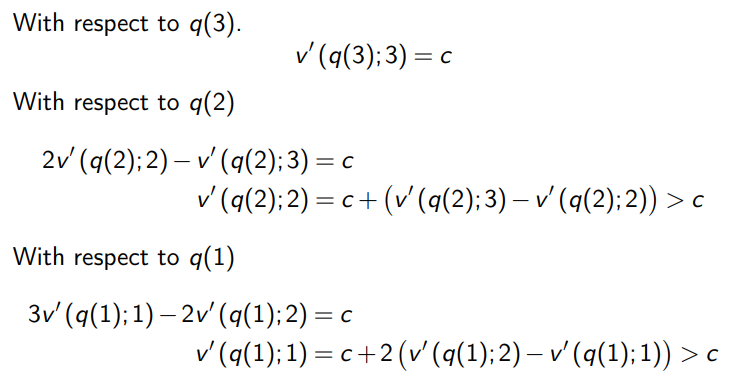 With respect to q(3).
v′(q(3);3) = c
With respect to q(2)
2v′(q(2);2) – v′(q(2);3) = c
v′(q(2);2) = c + (v′(q(2);3) – v′(q(2);2)) > c
With respect to q(1)
3v′(q(1);1) – 2v′(q(1);2) = c
v′(q(1);1) = c + 2(v′(q(1);2) – v′(q(1);1)) > c